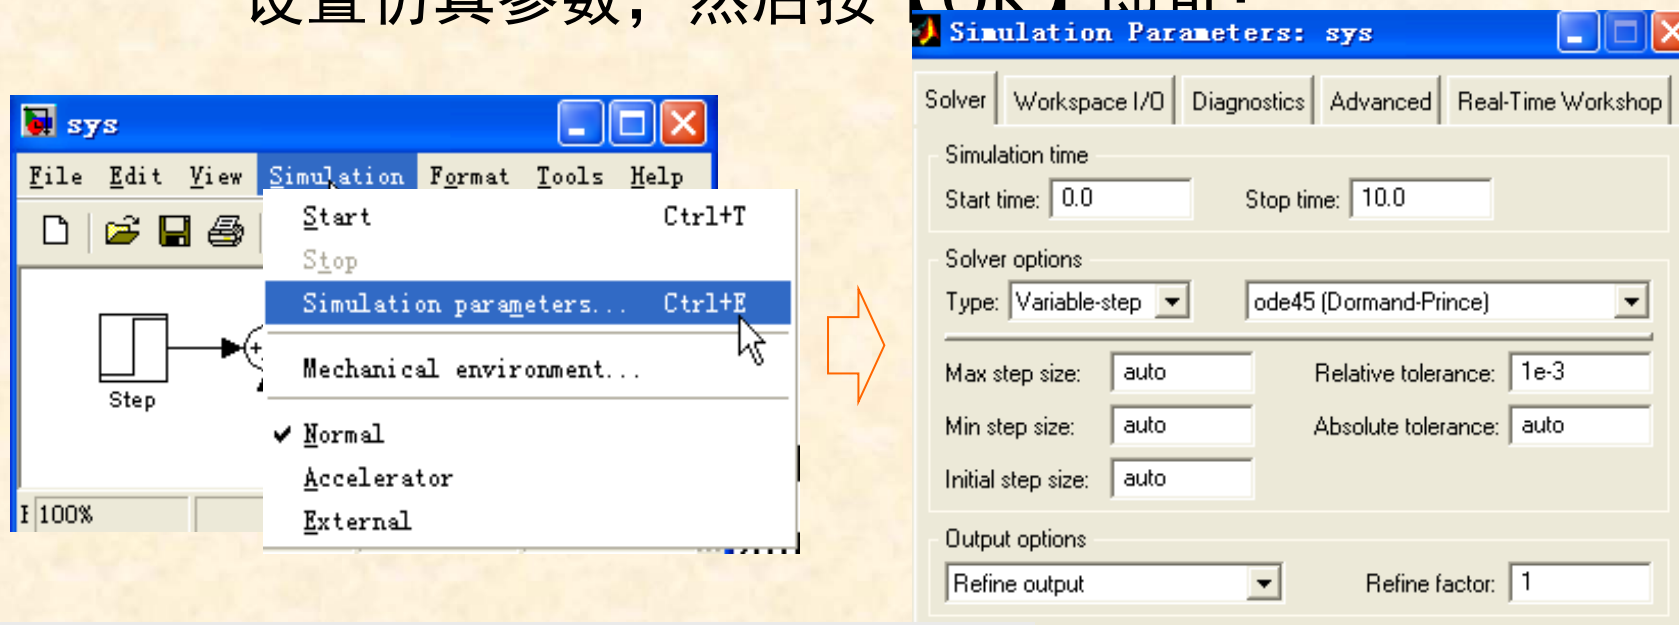 设置仿真参数，然后按【OK】即可：
sys
File Edit View Simulation Format Tools Help
Start Ctrl+T
Stop
Simulation parameters... Ctrl+E
Mechanical environment...
Normal
Accelerator
External
Step
100%
Simulation Parameters: sys
Solver Workspace I/O Diagnostics Advanced Real-Time Workshop
Simulation time
Start time: 0.0 Stop time: 10.0
Solver options
Type: Variable-step ode45 (Dormand-Prince)
Max step size: auto Relative tolerance: 1e-3
Min step size: auto Absolute tolerance: auto
Initial step size: auto
Output options
Refine output Refine factor: 1